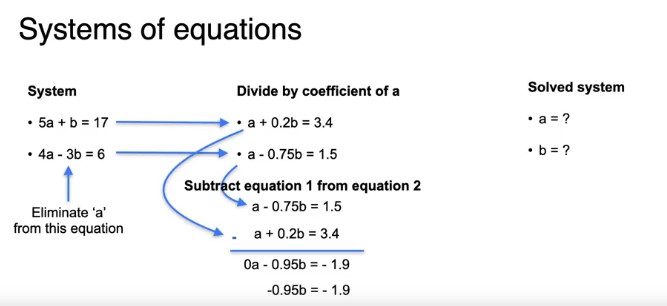 Systems of equations
System
• 5a + b = 17
• 4a - 3b = 6
Eliminate 'a'
from this equation
Divide by coefficient of a
• a + 0.2b = 3.4
• a - 0.75b = 1.5
Subtract equation 1 from equation 2
a - 0.75b = 1.5
- a + 0.2b = 3.4
0a - 0.95b = - 1.9
-0.95b = - 1.9
Solved system
• a = ?
• b = ?